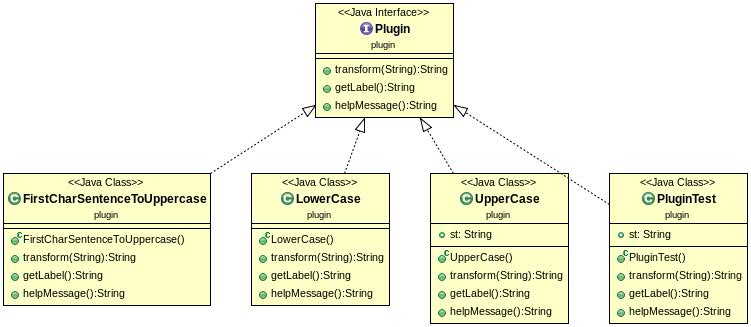 <<Java Interface>>
Plugin
plugin
transform(String):String
getLabel():String
helpMessage():String
<<Java Class>>
FirstCharSentenceToUppercase
plugin
FirstCharSentenceToUppercase()
transform(String):String
getLabel():String
helpMessage():String
<<Java Class>>
LowerCase
plugin
LowerCase()
transform(String):String
getLabel():String
helpMessage():String
<<Java Class>>
UpperCase
plugin
st: String
UpperCase()
transform(String):String
getLabel():String
helpMessage():String
<<Java Class>>
PluginTest
plugin
st: String
PluginTest()
transform(String):String
getLabel():String
helpMessage():String